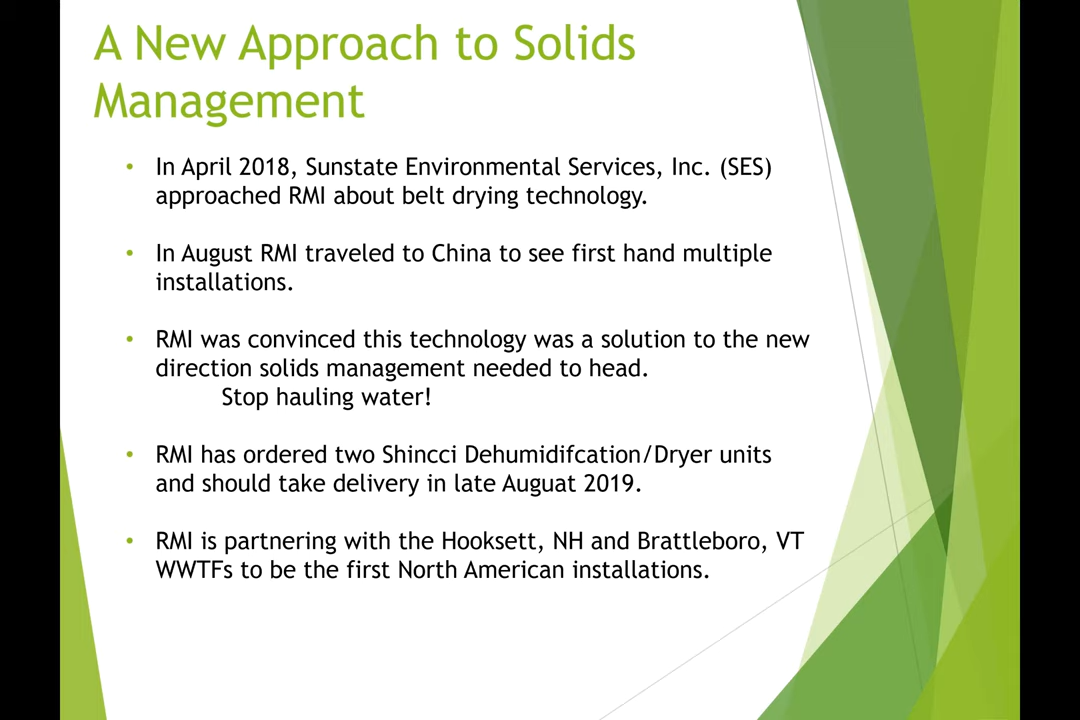 A New Approach to Solids
Management
• In April 2018, Sunstate Environmental Services, Inc. (SES)
approached RMI about belt drying technology.
• In August RMI traveled to China to see first hand multiple
installations.
• RMI was convinced this technology was a solution to the new
direction solids management needed to head.
Stop hauling water!
• RMI has ordered two Shincci Dehumidifcation/Dryer units
and should take delivery in late Auguat 2019.
• RMI is partnering with the Hooksett, NH and Brattleboro, VT
WWTFs to be the first North American installations.